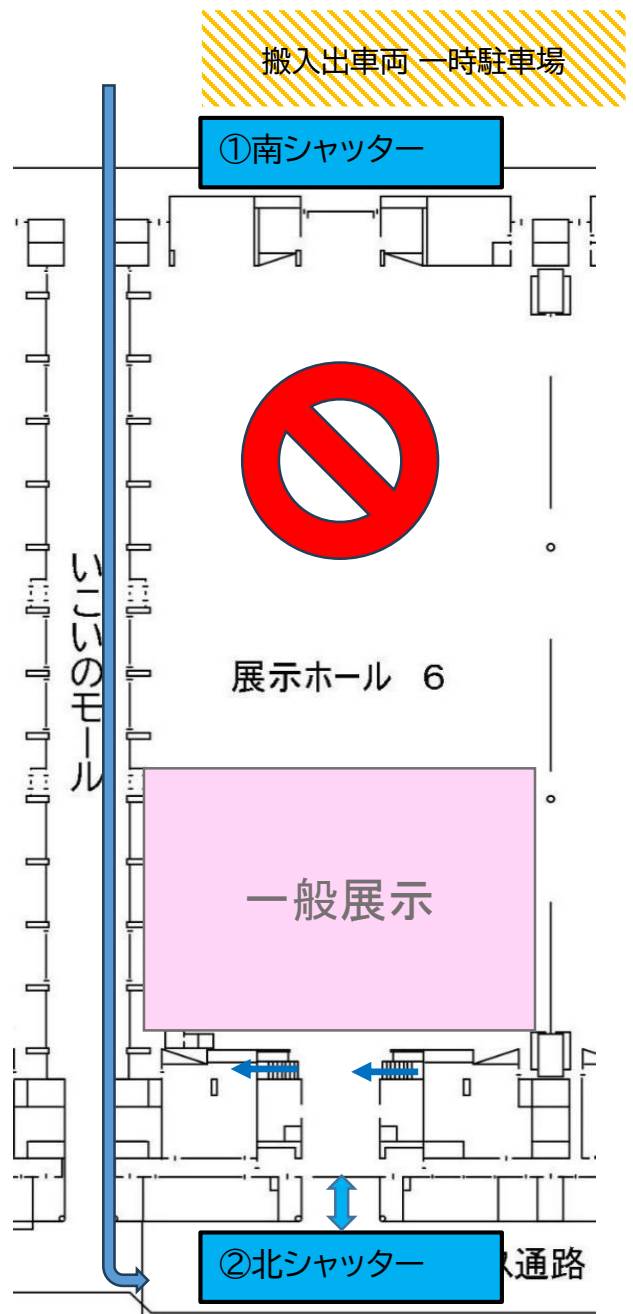 搬入出車両 一時駐車場
①南シャッター
いこいのモール
展示ホール 6
一般展示
②北シャッター
通路